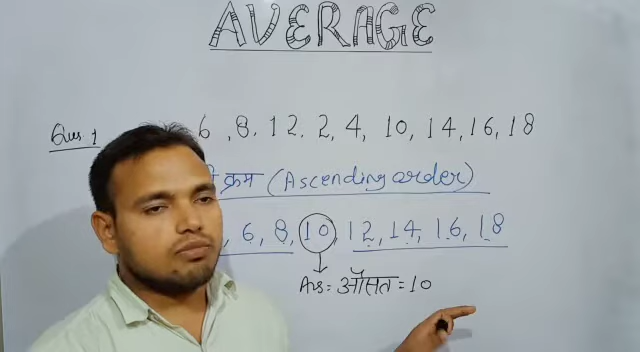 AVERAGE
Qus. 1 6, 8, 12, 2, 4, 10, 14, 16, 18
क्रम (Ascending order)
, 6, 8, 10, 12, 14, 16, 18
Ans = औसत = 10